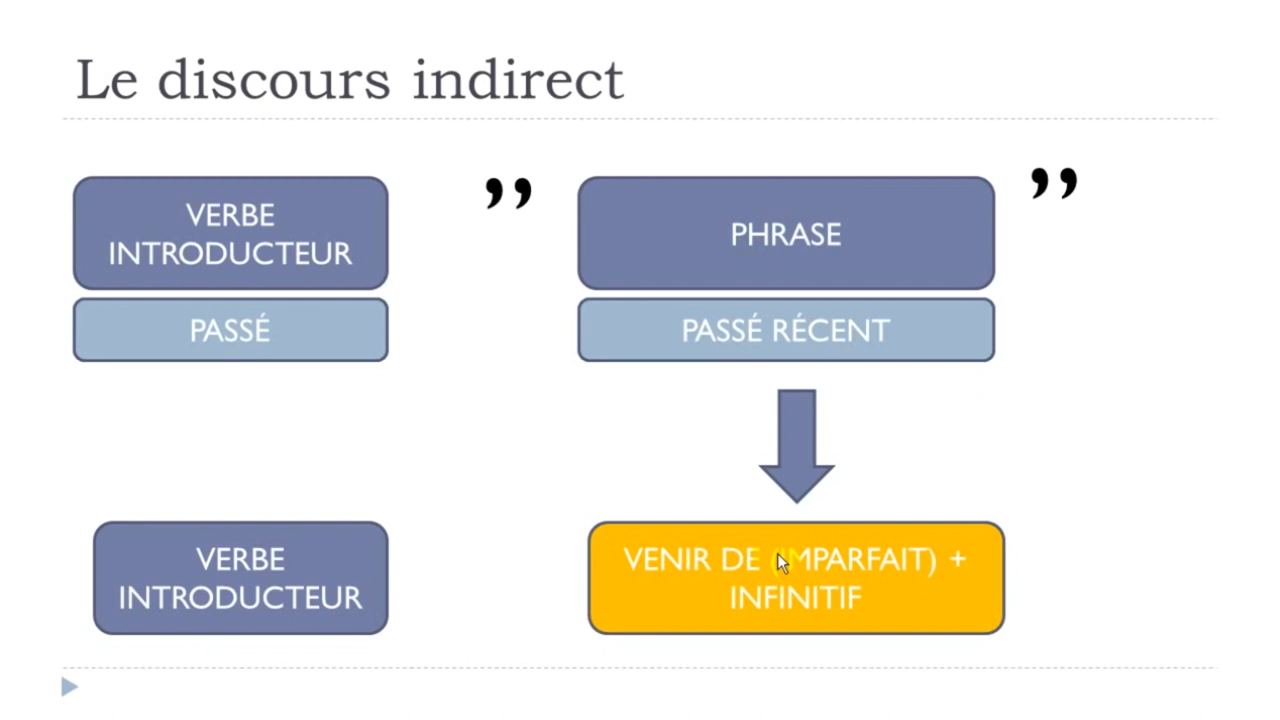 Le discours indirect
VERBE
INTRODUCTEUR
”
PHRASE
”
PASSÉ
PASSÉ RÉCENT
VERBE
INTRODUCTEUR
VENIR DE (IMPARFAIT) +
INFINITIF